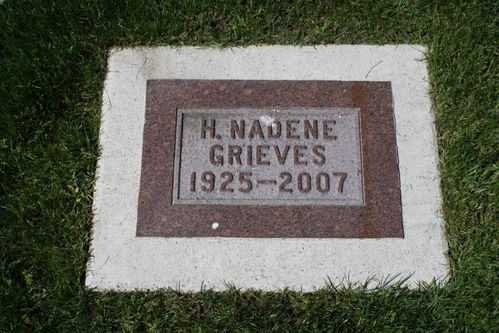 H. NADENE
GRIEVES
1925—2007